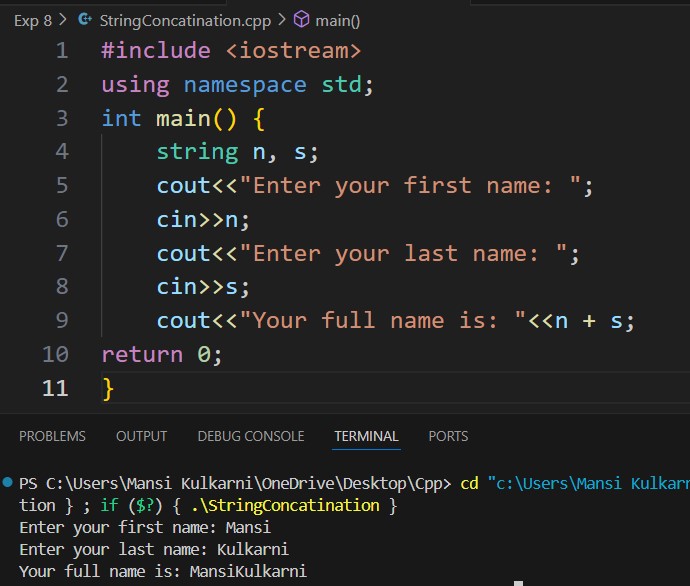 Exp 8 > StringConcatination.cpp > main()
1 #include <iostream>
2 using namespace std;
3 int main() {
4     string n, s;
5     cout<<"Enter your first name: ";
6     cin>>n;
7     cout<<"Enter your last name: ";
8     cin>>s;
9     cout<<"Your full name is: "<<n + s;
10 return 0;
11 }
PROBLEMS OUTPUT DEBUG CONSOLE TERMINAL PORTS
PS C:\Users\Mansi Kulkarni\OneDrive\Desktop\Cpp> cd "c:\Users\Mansi Kulkarn
tion } ; if ($?) { .\StringConcatination }
Enter your first name: Mansi
Enter your last name: Kulkarni
Your full name is: MansiKulkarni